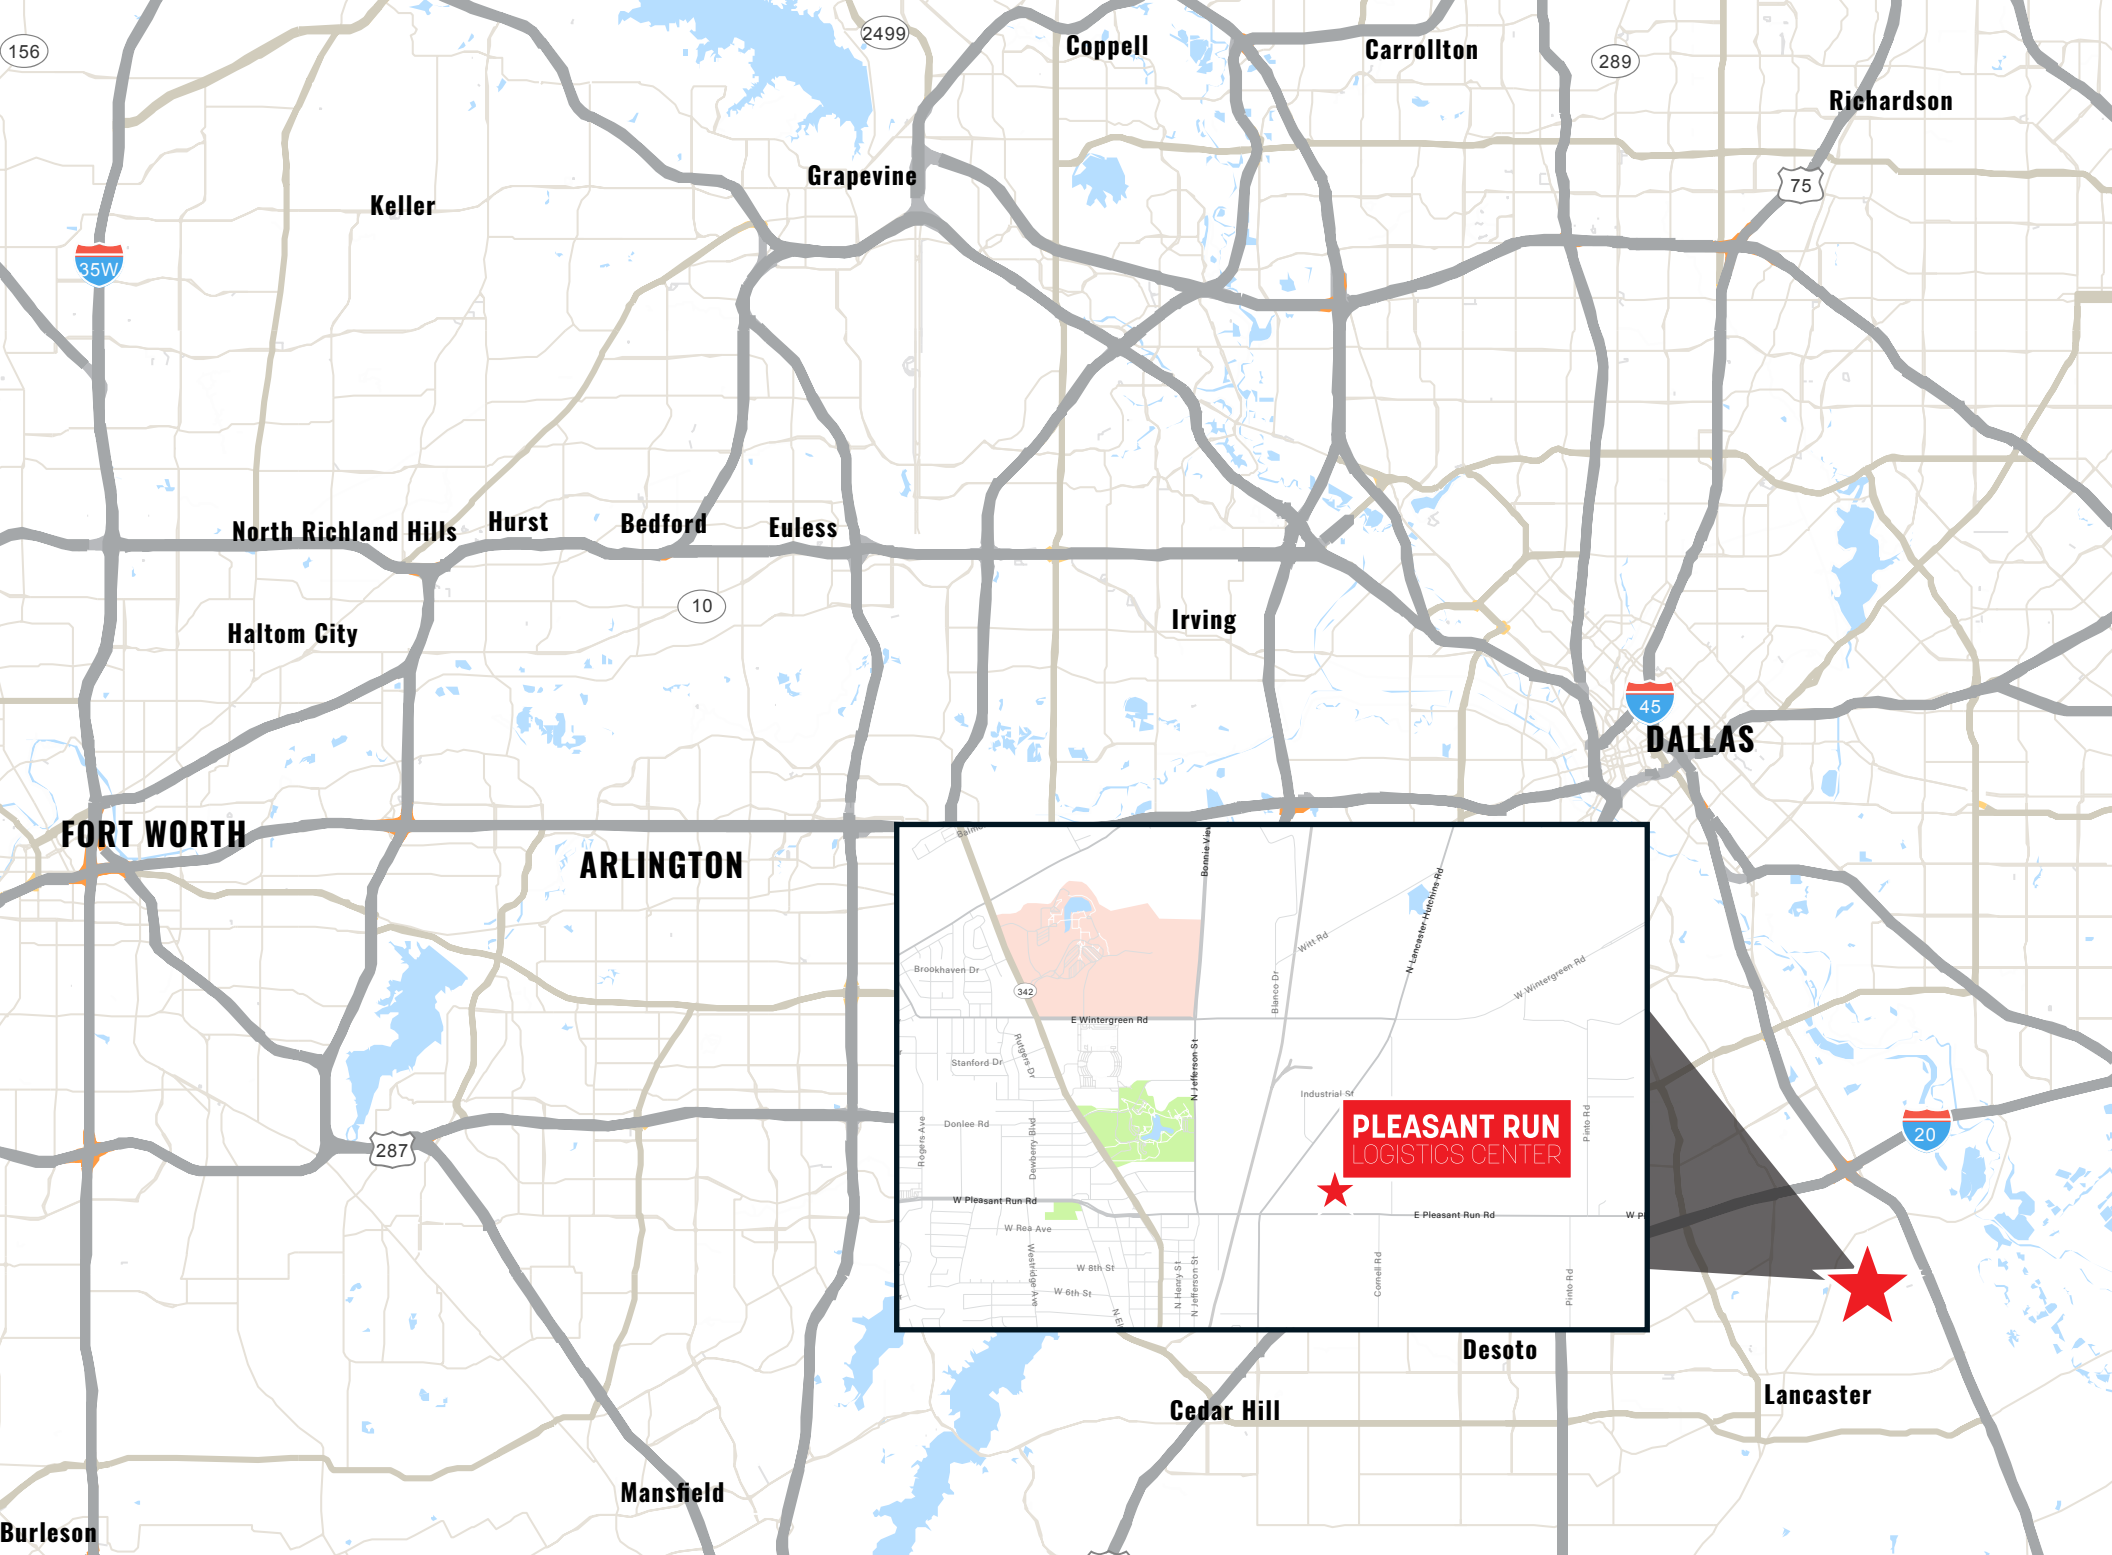 Coppell
2499
Carrollton
156
289
Richardson
Grapevine
75
Keller
35W
North Richland Hills
Hurst
Bedford
Euless
10
Irving
Haltom City
45
DALLAS
FORT WORTH
ARLINGTON
Bonnie View
N Lancaster Hutchins Rd
Witt Rd
Brookhaven Dr
342
Blanco Dr
W Wintergreen Rd
E Wintergreen Rd
Rutgers Dr
Stanford Dr
N Jefferson St
Industrial St
PLEASANT RUN
LOGISTICS CENTER
Pinto Rd
Donlee Rd
Rogers Ave
Dewberry Blvd
20
287
W Pleasant Run Rd
E Pleasant Run Rd
W Rea Ave
Westridge Ave
W 8th St
W 6th St
N Henry St
N Jefferson St
Cornell Rd
Pinto Rd
Desoto
Lancaster
Cedar Hill
Mansfield
Burleson